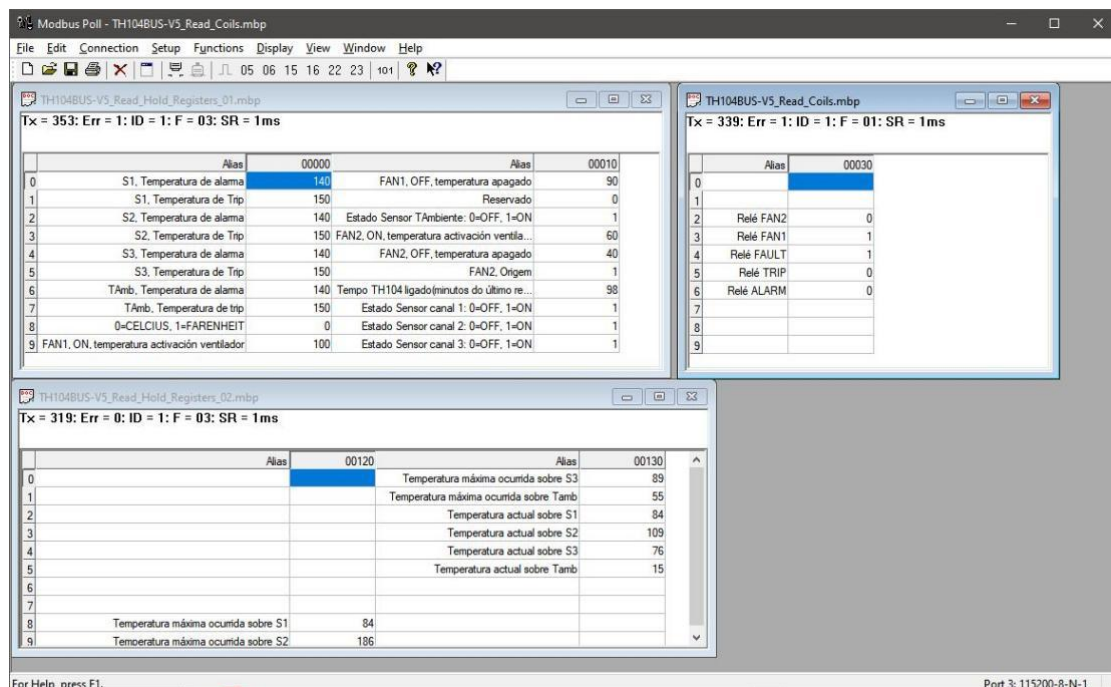 Modbus Poll - TH104BUS-V5_Read_Coils.mbp
File Edit Connection Setup Functions Display View Window Help
05 06 15 16 22 23 101
TH104BUS-V5_Read_Hold_Registers_01.mbp
Tx = 353: Err = 1: ID = 1: F = 03: SR = 1ms
Alias 00000 Alias 00010
0 S1, Temperatura de alarma 140 FAN1, OFF, temperatura apagado 90
1 S1, Temperatura de Trip 150 Reservado 0
2 S2, Temperatura de alarma 140 Estado Sensor TAmbiente: 0=OFF, 1=ON 1
3 S2, Temperatura de Trip 150 FAN2, ON, temperatura activación ventila... 60
4 S3, Temperatura de alarma 140 FAN2, OFF, temperatura apagado 40
5 S3, Temperatura de Trip 150 FAN2, Origem 1
6 TAmb, Temperatura de alarma 140 Tempo TH104 ligado(minutos do último re... 98
7 TAmb, Temperatura de trip 150 Estado Sensor canal 1: 0=OFF, 1=ON 1
8 0=CELCIUS, 1=FARENHEIT 0 Estado Sensor canal 2: 0=OFF, 1=ON 1
9 FAN1, ON, temperatura activación ventilador 100 Estado Sensor canal 3: 0=OFF, 1=ON 1
TH104BUS-V5_Read_Coils.mbp
Tx = 339: Err = 1: ID = 1: F = 01: SR = 1ms
Alias 00030
0
1
2 Relé FAN2 0
3 Relé FAN1 1
4 Relé FAULT 1
5 Relé TRIP 0
6 Relé ALARM 0
7
8
9
TH104BUS-V5_Read_Hold_Registers_02.mbp
Tx = 319: Err = 0: ID = 1: F = 03: SR = 1ms
Alias 00120 Alias 00130
0 Temperatura máxima ocurrida sobre S3 89
1 Temperatura máxima ocurrida sobre Tamb 55
2 Temperatura actual sobre S1 84
3 Temperatura actual sobre S2 109
4 Temperatura actual sobre S3 76
5 Temperatura actual sobre Tamb 15
6
7
8 Temperatura máxima ocurrida sobre S1 84
9 Temperatura máxima ocurrida sobre S2 186
For Help, press F1. Port 3: 115200-8-N-1